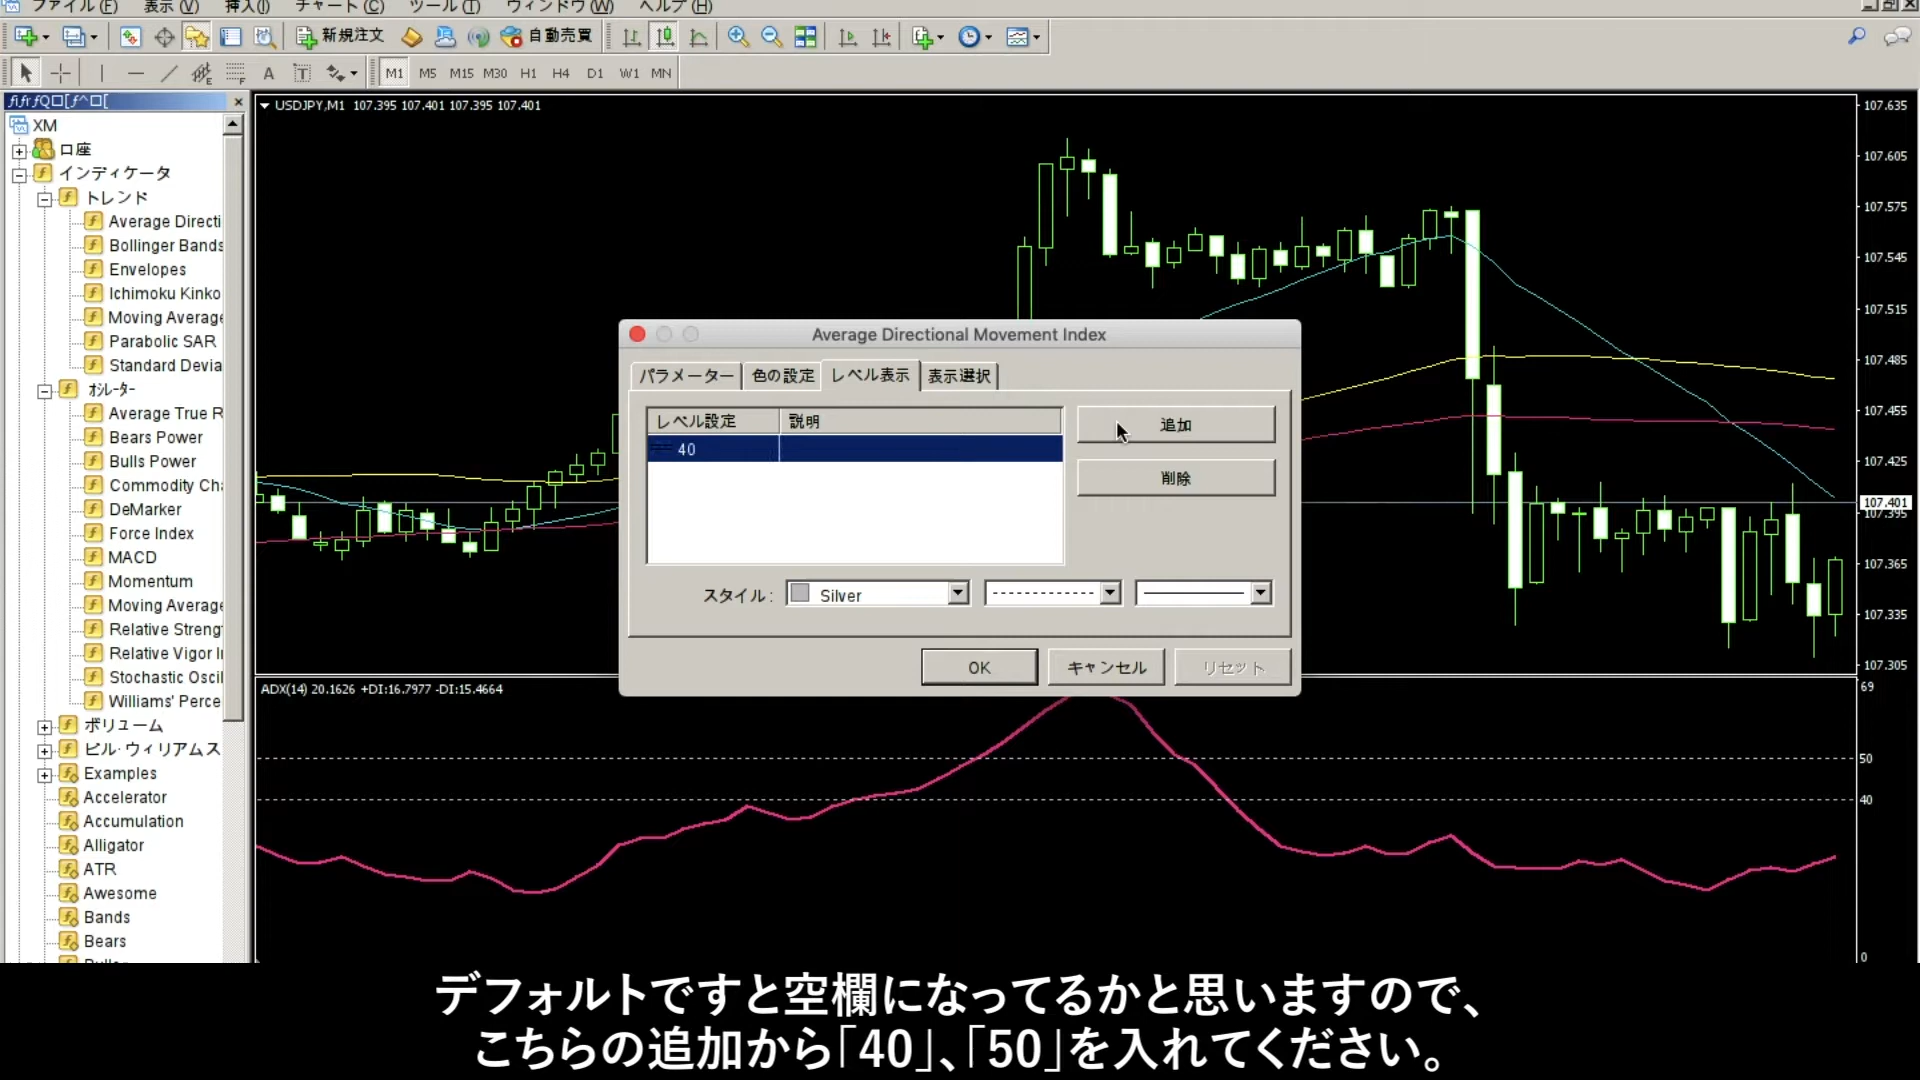 ファイル (F) 表示 (V) 挿入(I) チャート (C) ツール (T) ウィンドウ (W) ヘルプ (H)
新規注文 自動売買
A T M1 M5 M15 M30 H1 H4 D1 W1 MN
USDJPY,M1 107.395 107.401 107.395 107.401
XM
口座
インディケータ
トレンド
Average Directi
Bollinger Bands
Envelopes
Ichimoku Kinko
Moving Average
Parabolic SAR
Standard Devia
オシレーター
Average True R
Bears Power
Bulls Power
Commodity Cha
DeMarker
Force Index
MACD
Momentum
Moving Average
Relative Streng
Relative Vigor I
Stochastic Osci
Williams' Perce
ボリューム
ビル・ウィリアムス
Examples
Accelerator
Accumulation
Alligator
ATR
Awesome
Bands
Bears
107.635
107.605
107.575
107.545
107.515
107.485
107.455
107.425
107.401
107.395
107.365
107.335
107.305
Average Directional Movement Index
パラメーター 色の設定 レベル表示 表示選択
レベル設定 説明
40
追加
削除
スタイル: Silver
OK キャンセル リセット
ADX(14) 20.1626 +DI:16.7977 -DI:15.4664
69
50
40
0
デフォルトですと空欄になってるかと思いますので、
こちらの追加から「40」、「50」を入れてください。